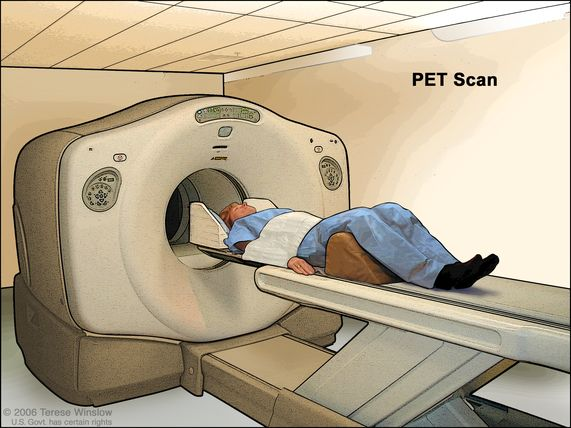 PET Scan
© 2006 Terese Winslow
U.S. Govt. has certain rights